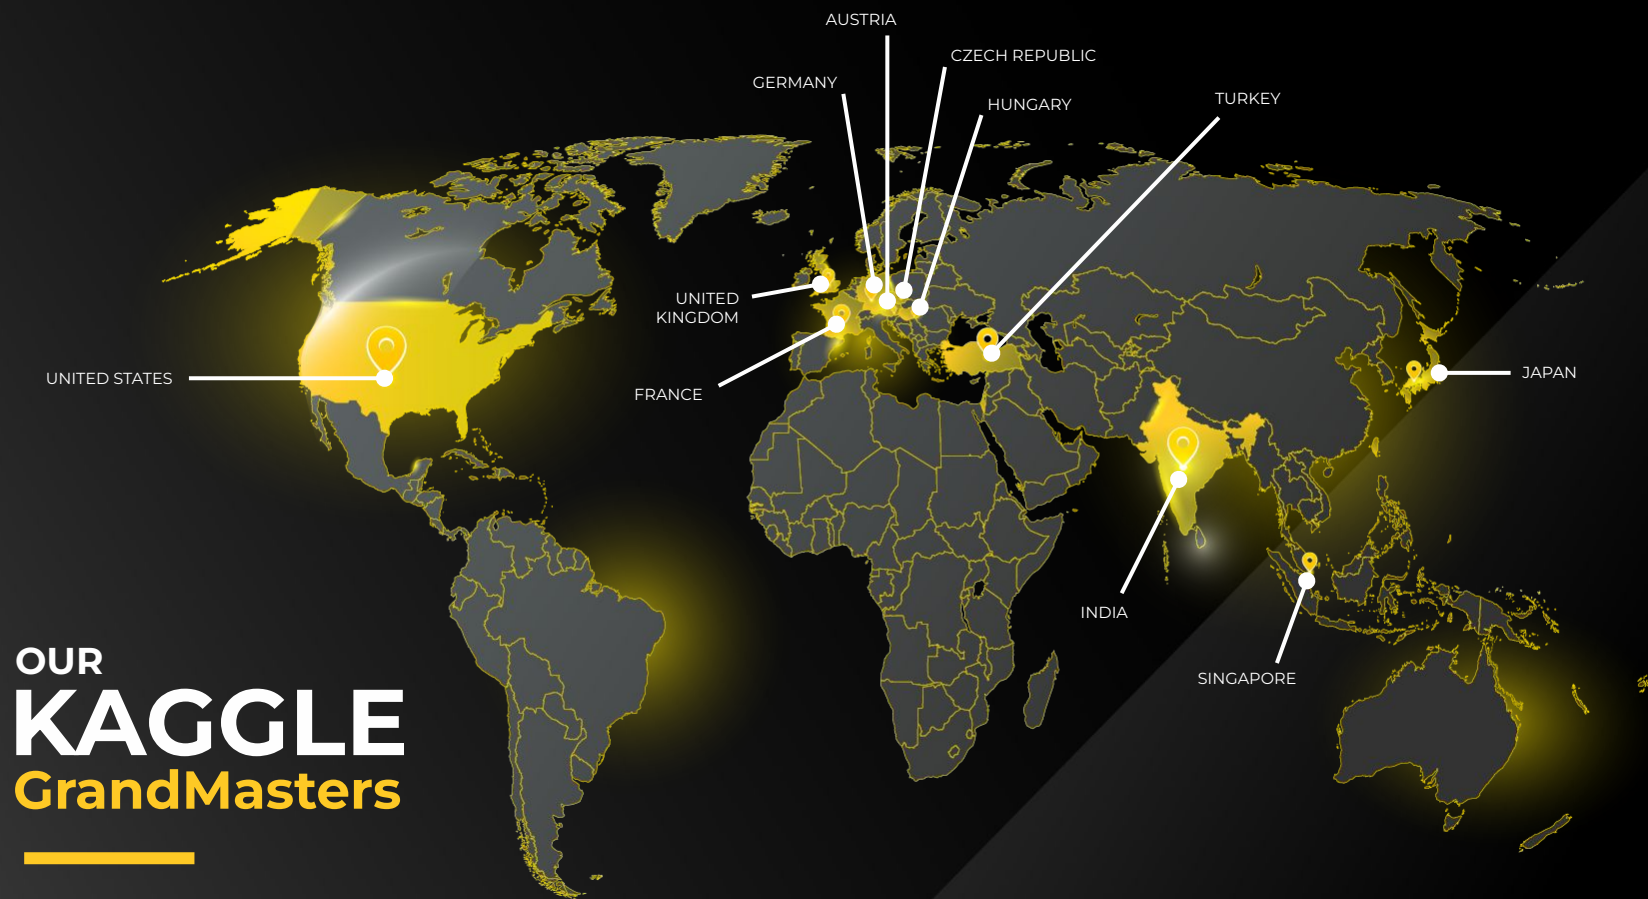 AUSTRIA
CZECH REPUBLIC
GERMANY
HUNGARY
TURKEY
UNITED
KINGDOM
UNITED STATES
FRANCE
JAPAN
INDIA
SINGAPORE
OUR
KAGGLE
GrandMasters